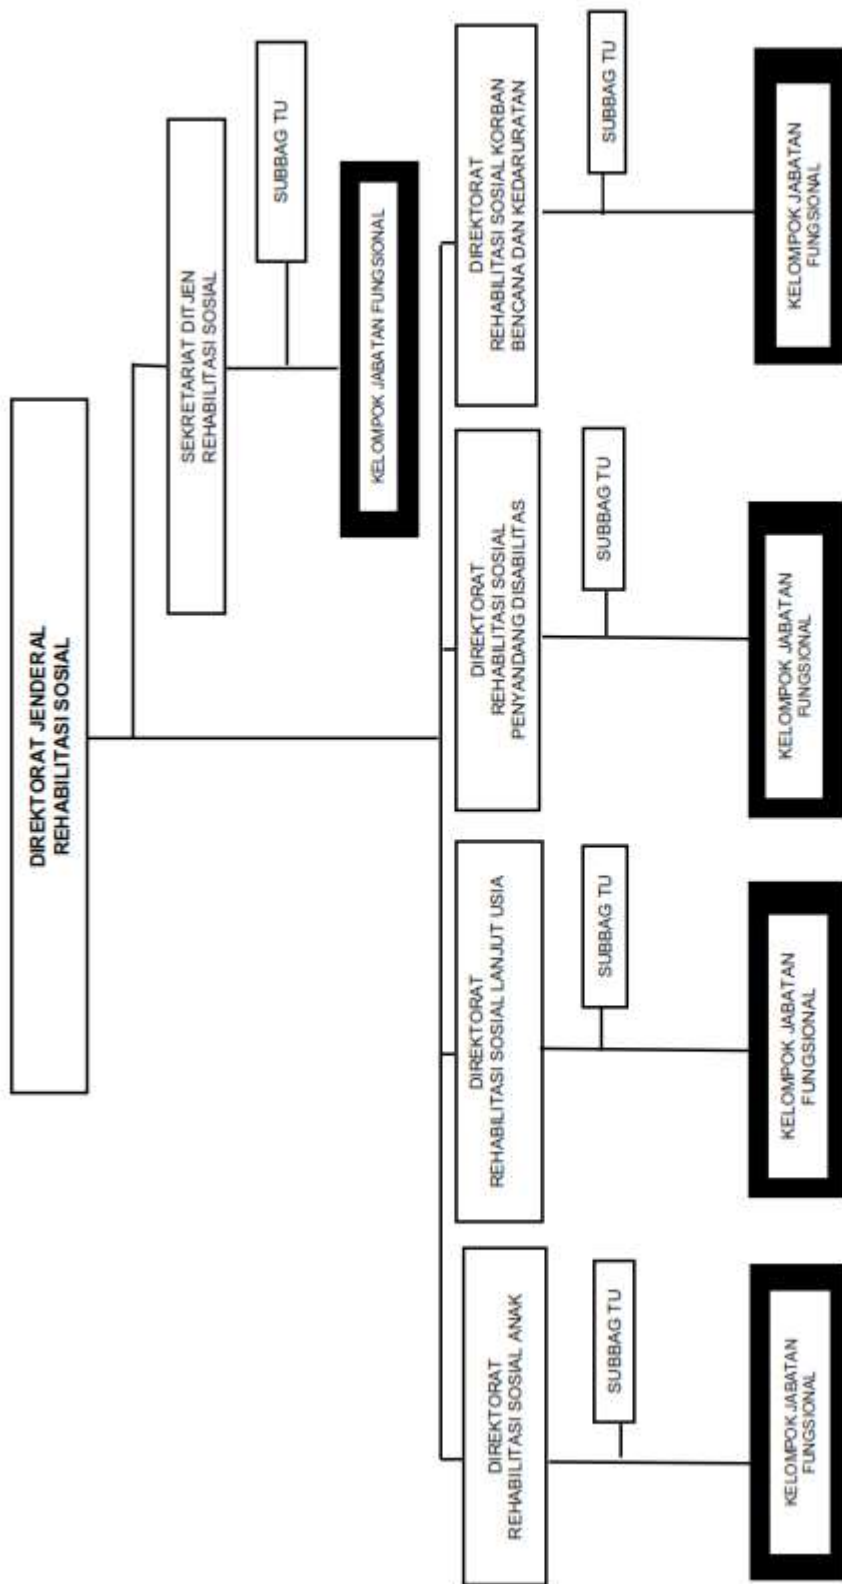 DIREKTORAT JENDERAL
REHABILITASI SOSIAL
SEKRETARIAT DITJEN
REHABILITASI SOSIAL
SUBBAG TU
KELOMPOK JABATAN FUNGSIONAL
DIREKTORAT
REHABILITASI SOSIAL ANAK
DIREKTORAT
REHABILITASI SOSIAL LANJUT USIA
DIREKTORAT
REHABILITASI SOSIAL
PENYANDANG DISABILITAS
DIREKTORAT
REHABILITASI SOSIAL KORBAN
BENCANA DAN KEDARURATAN
SUBBAG TU
SUBBAG TU
SUBBAG TU
SUBBAG TU
KELOMPOK JABATAN
FUNGSIONAL
KELOMPOK JABATAN
FUNGSIONAL
KELOMPOK JABATAN
FUNGSIONAL
KELOMPOK JABATAN
FUNGSIONAL